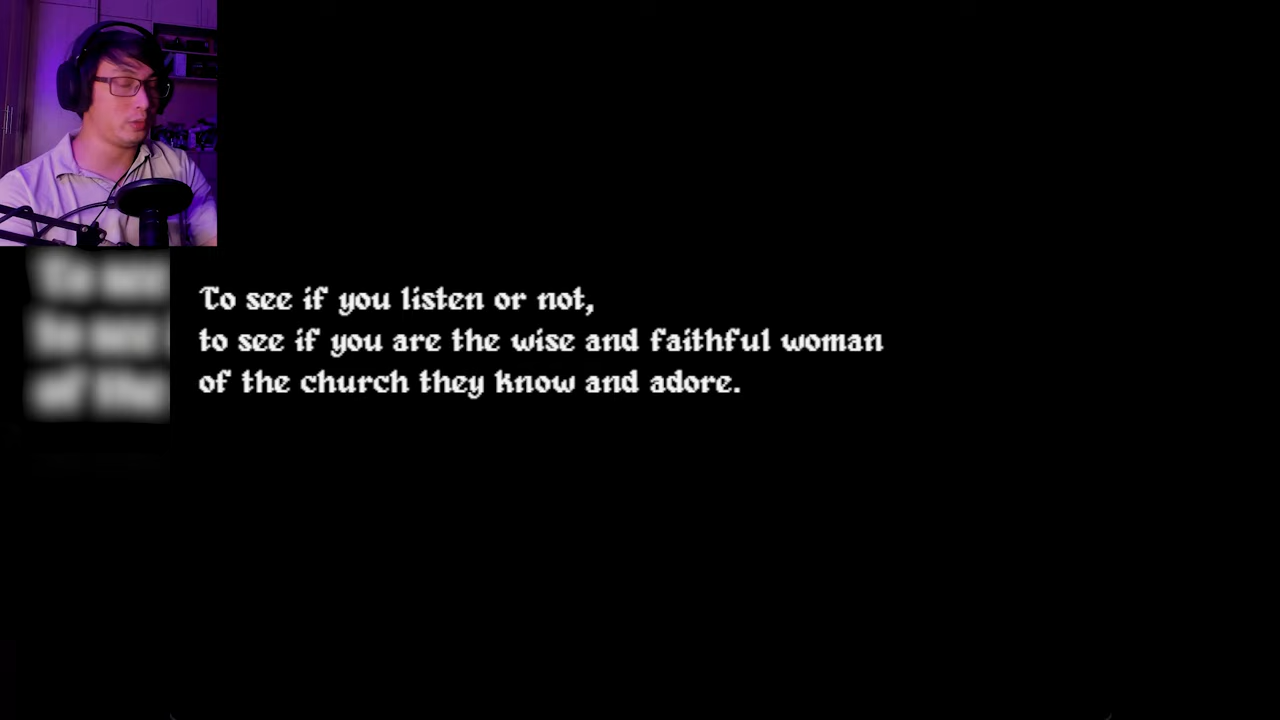 To see if you listen or not,
to see if you are the wise and faithful woman
of the church they know and adore.